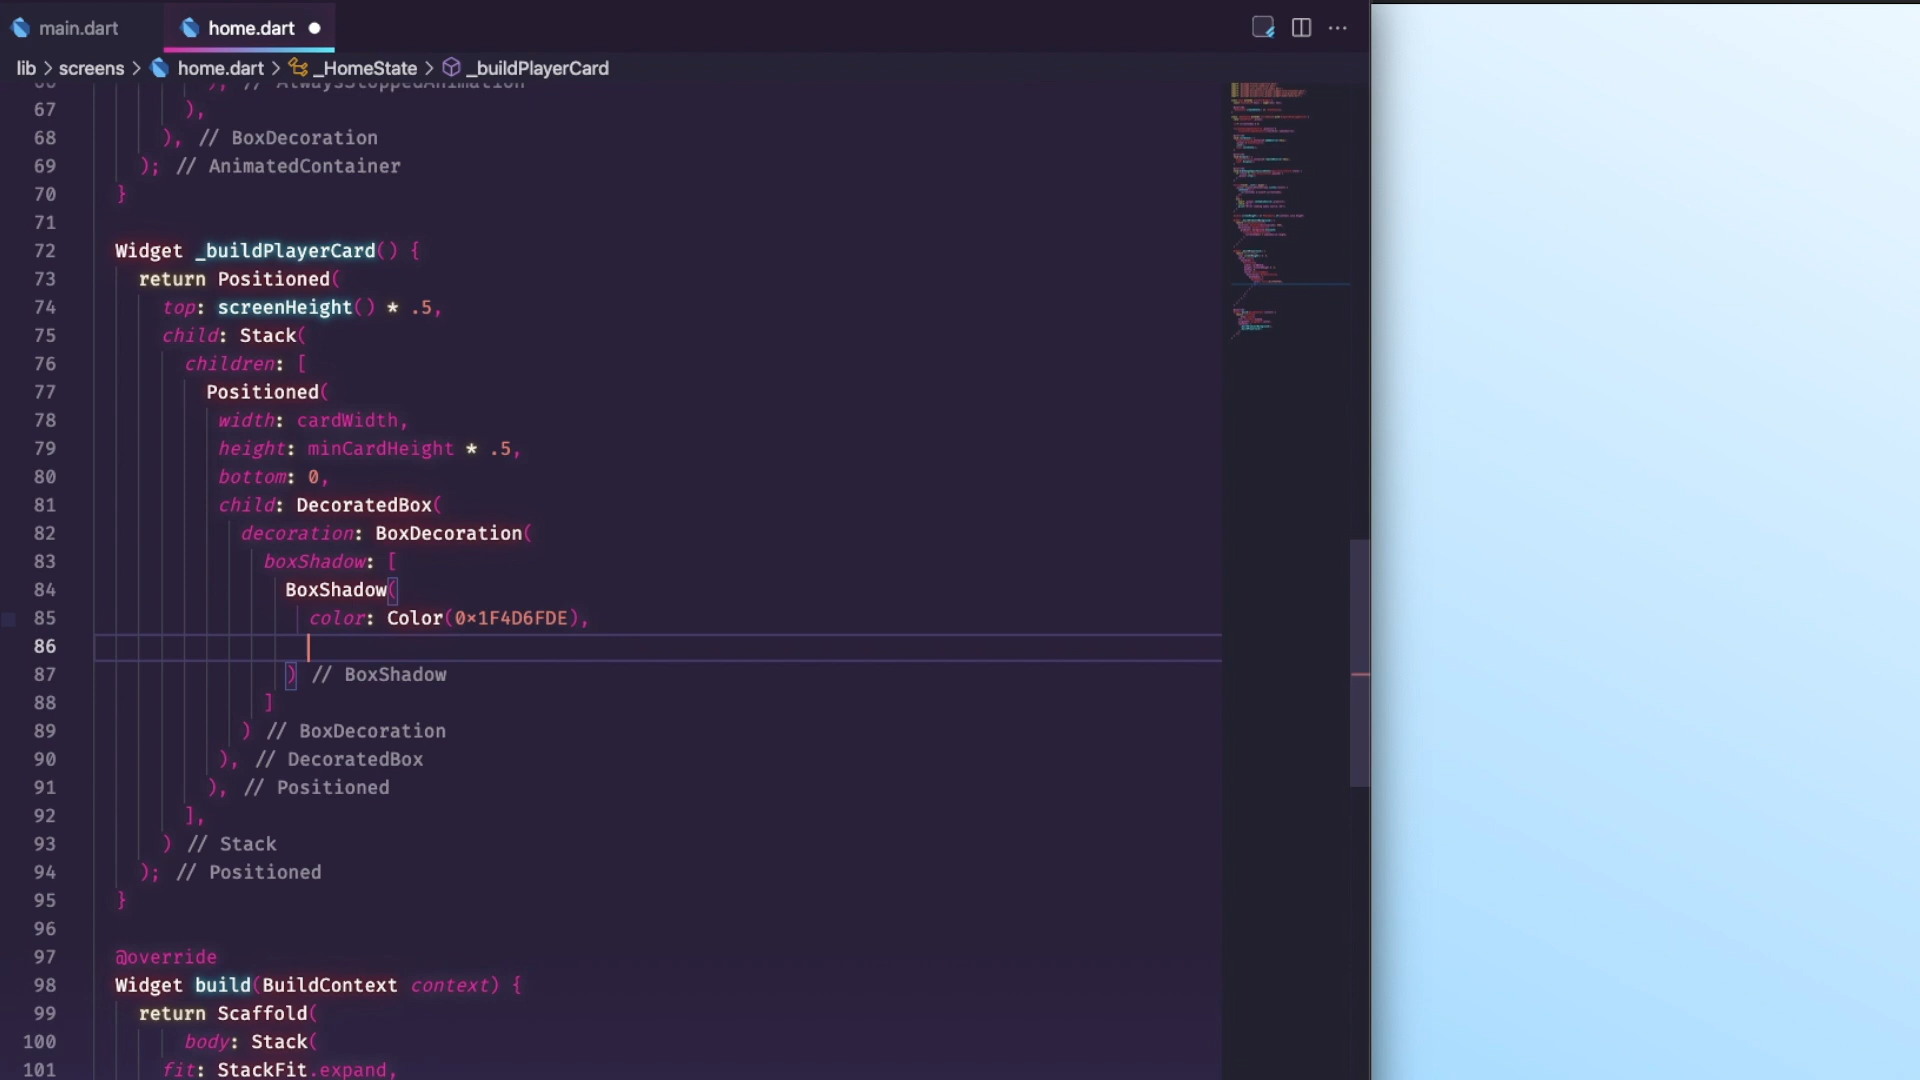 main.dart
home.dart
lib > screens > home.dart > _HomeState > _buildPlayerCard
66 ), // AlwaysStoppedAnimation
67 ),
68 ), // BoxDecoration
69 ); // AnimatedContainer
70 }
71
72 Widget _buildPlayerCard() {
73 return Positioned(
74 top: screenHeight() * .5,
75 child: Stack(
76 children: [
77 Positioned(
78 width: cardWidth,
79 height: minCardHeight * .5,
80 bottom: 0,
81 child: DecoratedBox(
82 decoration: BoxDecoration(
83 boxShadow: [
84 BoxShadow(
85 color: Color(0×1F4D6FDE),
86
87 ) // BoxShadow
88 ]
89 ) // BoxDecoration
90 ), // DecoratedBox
91 ), // Positioned
92 ],
93 ) // Stack
94 ); // Positioned
95 }
96
97 @override
98 Widget build(BuildContext context) {
99 return Scaffold(
100 body: Stack(
101 fit: StackFit.expand,